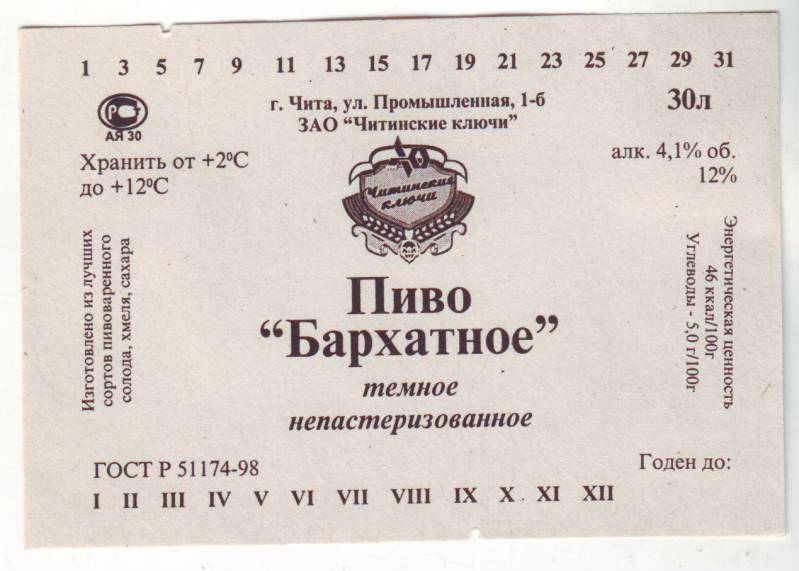 1 3 5 7 9 11 13 15 17 19 21 23 25 27 29 31
РСТ
АЯ 30
г. Чита, ул. Промышленная, 1-б
ЗАО “Читинские ключи”
30л
Хранить от +2⁰С
до +12⁰С
алк. 4,1% об.
12%
Читинские
ключи
Изготовлено из лучших
сортов пивоваренного
солода, хмеля, сахара
Энергетическая ценность
46 ккал/100г
Углеводы - 5,0 г/100г
Пиво
“Бархатное”
темное
непастеризованное
ГОСТ Р 51174-98
Годен до:
I II III IV V VI VII VIII IX X XI XII